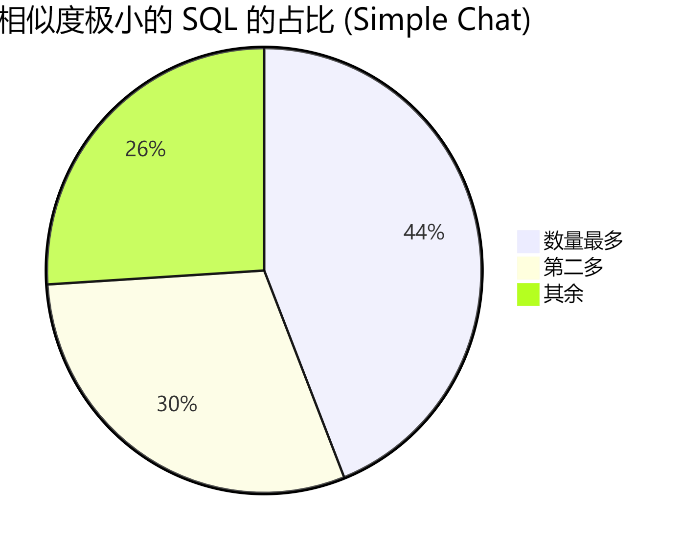 相似度极小的 SQL 的占比 (Simple Chat)
26%
44%
30%
数量最多
第二多
其余